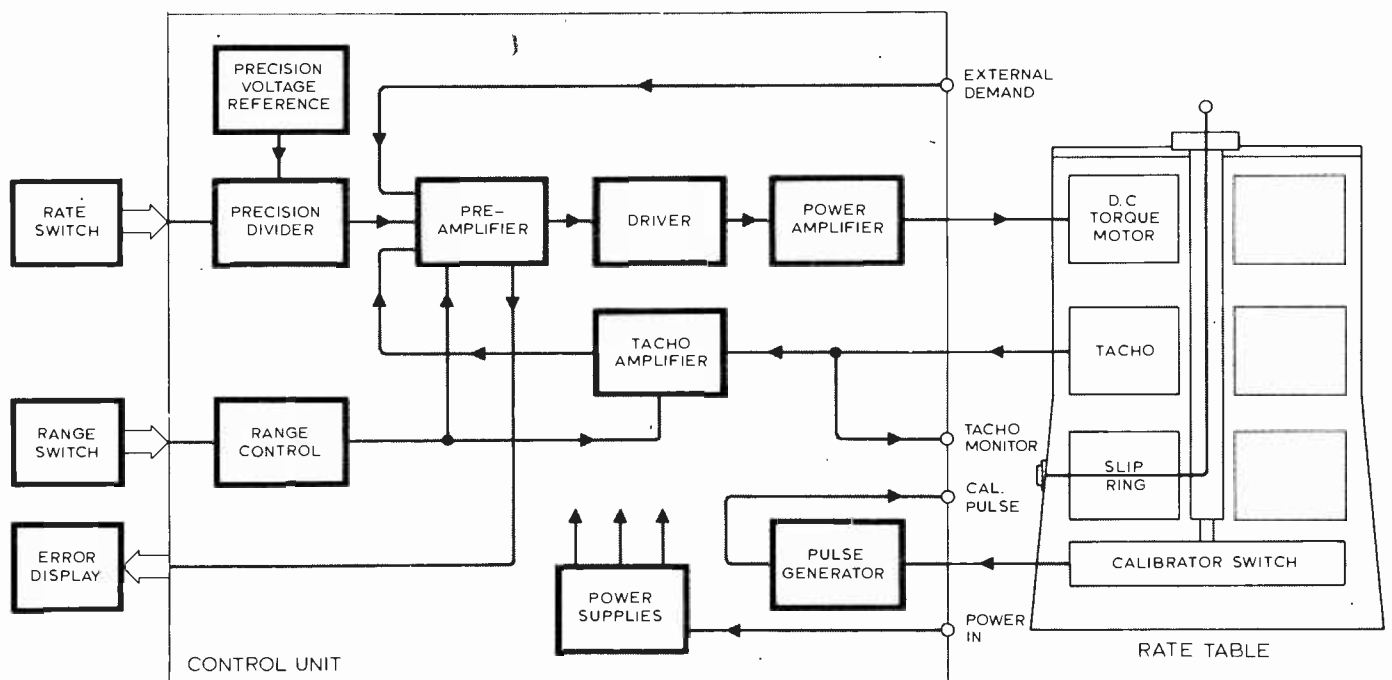 PRECISION
VOLTAGE
REFERENCE
EXTERNAL
DEMAND
RATE
SWITCH
PRECISION
DIVIDER
PRE-
AMPLIFIER
DRIVER
POWER
AMPLIFIER
D.C
TORQUE
MOTOR
TACHO
AMPLIFIER
TACHO
RANGE
SWITCH
RANGE
CONTROL
TACHO
MONITOR
SLIP
RING
CAL.
PULSE
ERROR
DISPLAY
POWER
SUPPLIES
PULSE
GENERATOR
CALIBRATOR SWITCH
POWER
IN
CONTROL UNIT
RATE TABLE